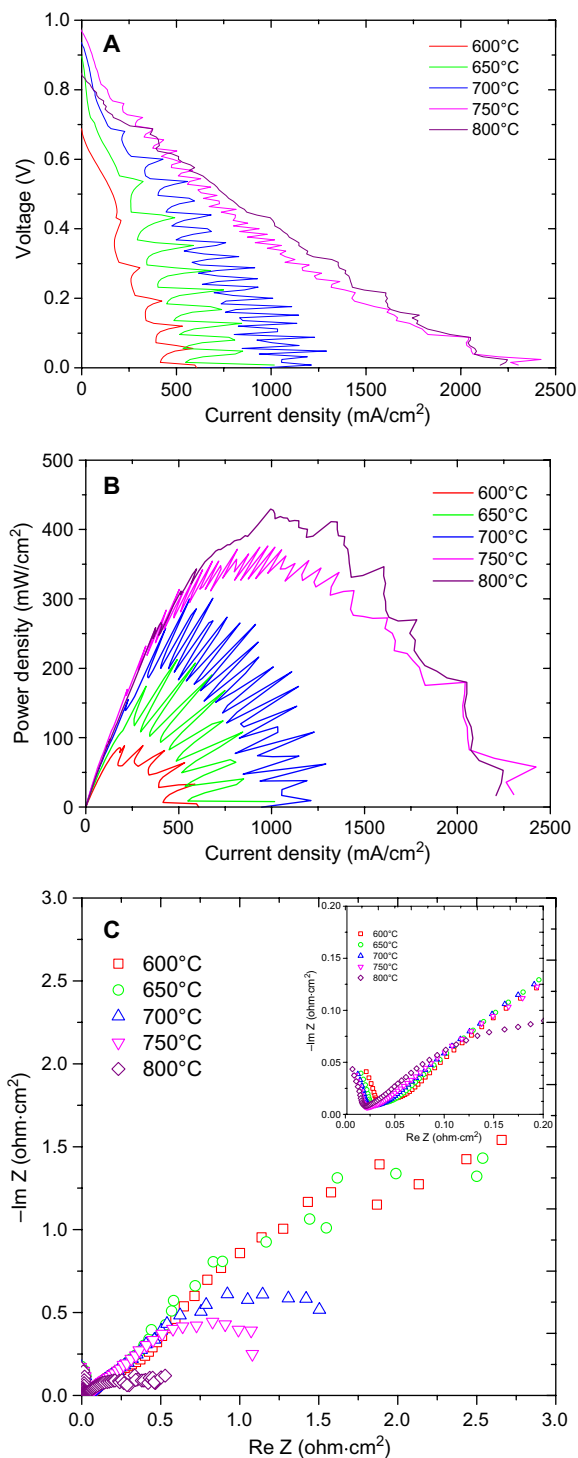 A
600°C
650°C
700°C
750°C
800°C
1.0
0.8
0.6
0.4
0.2
0.0
Voltage (V)
0 500 1000 1500 2000 2500
Current density (mA/cm²)
B
600°C
650°C
700°C
750°C
800°C
500
400
300
200
100
0
Power density (mW/cm²)
0 500 1000 1500 2000 2500
Current density (mA/cm²)
C
600°C
650°C
700°C
750°C
800°C
3.0
2.5
2.0
1.5
1.0
0.5
0.0
–Im Z (ohm·cm²)
0.0 0.5 1.0 1.5 2.0 2.5 3.0
Re Z (ohm·cm²)
600°C
650°C
700°C
750°C
800°C
0.20
0.15
0.10
0.05
0.00
–Im Z (ohm·cm²)
0.00 0.05 0.10 0.15 0.20
Re Z (ohm·cm²)